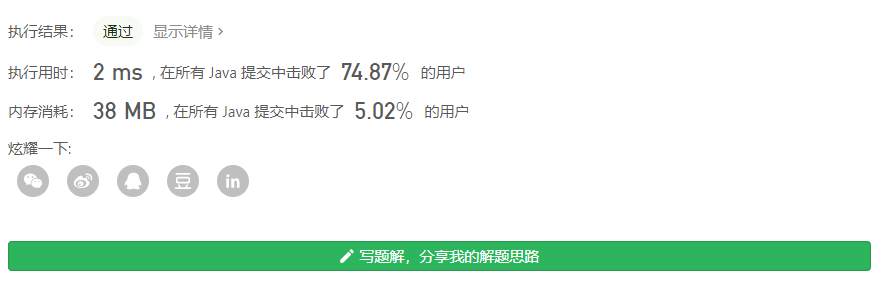 执行结果： 通过 显示详情 >
执行用时： 2 ms , 在所有 Java 提交中击败了 74.87% 的用户
内存消耗： 38 MB , 在所有 Java 提交中击败了 5.02% 的用户
炫耀一下:
豆 in
写题解，分享我的解题思路